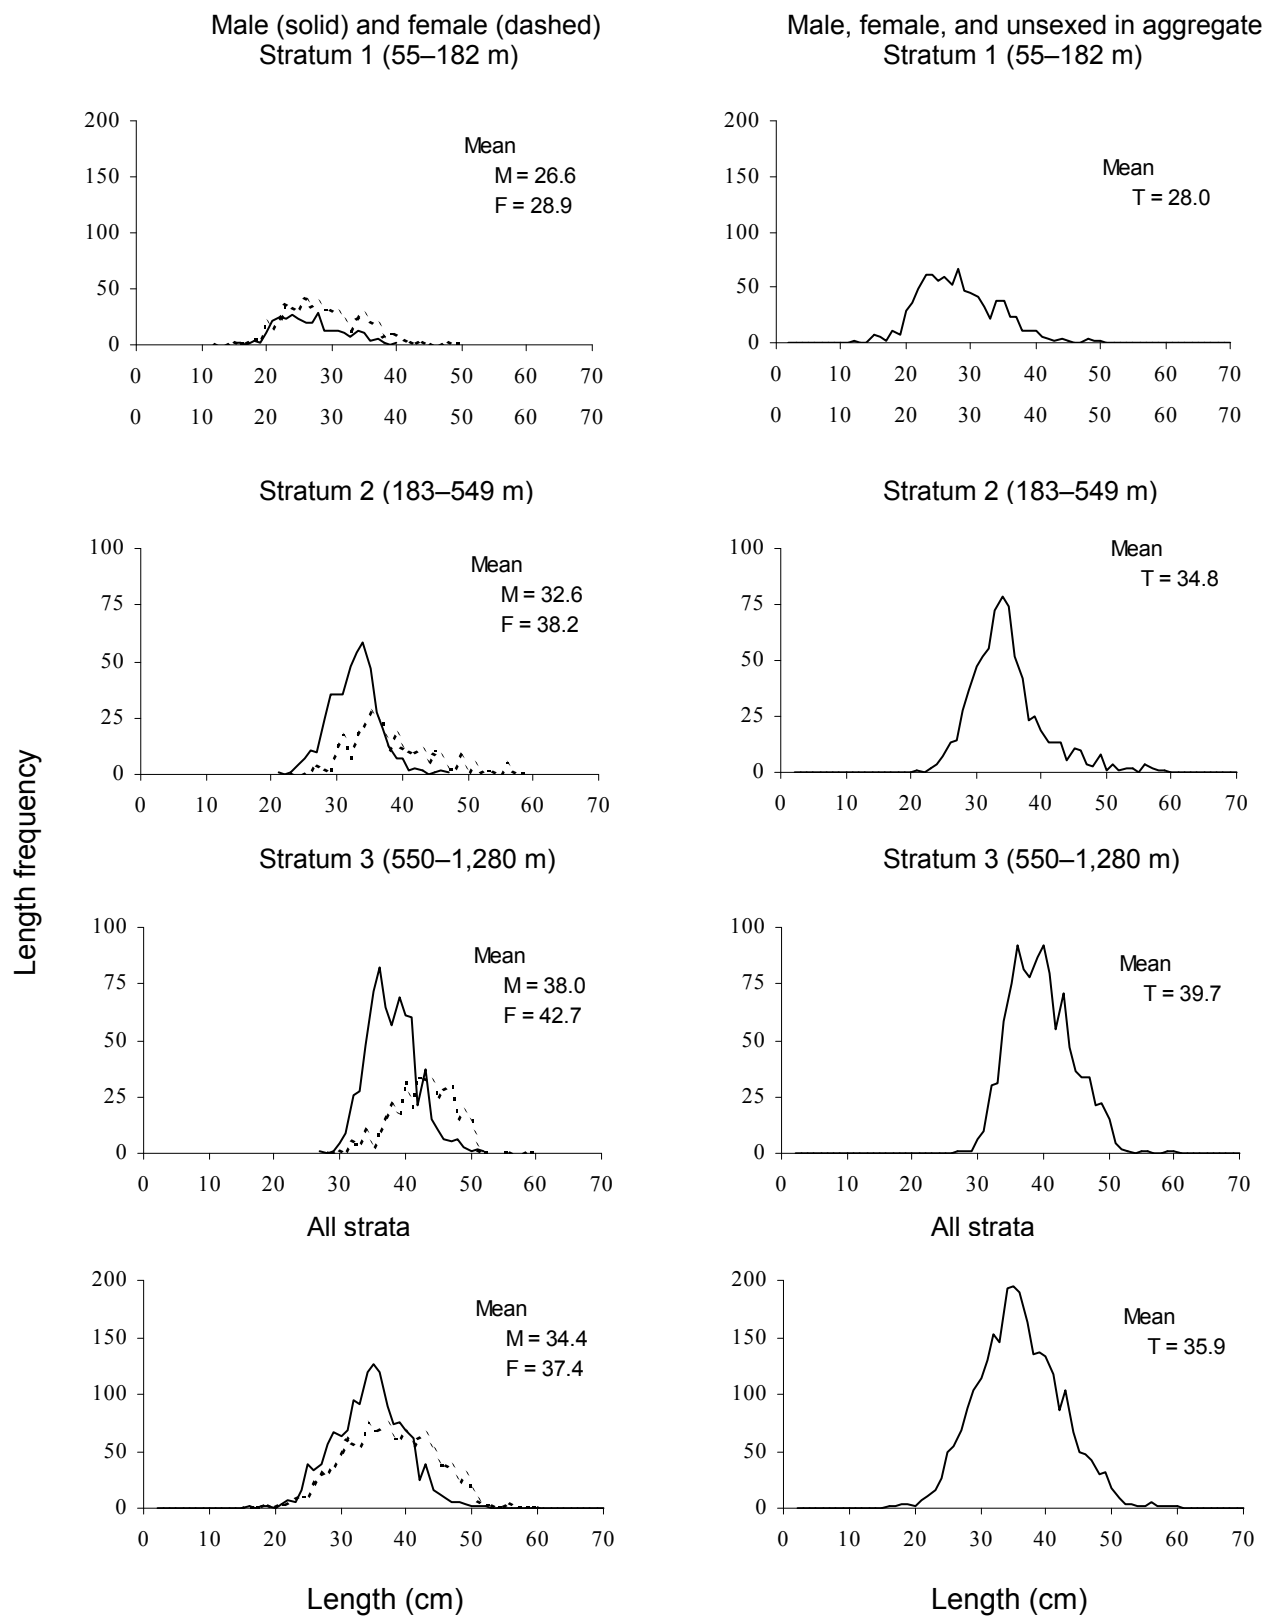 Male (solid) and female (dashed)
Stratum 1 (55–182 m)
200
150
100
50
0
Mean
M = 26.6
F = 28.9
0 10 20 30 40 50 60 70
0 10 20 30 40 50 60 70
Male, female, and unsexed in aggregate
Stratum 1 (55–182 m)
200
150
100
50
0
Mean
T = 28.0
0 10 20 30 40 50 60 70
0 10 20 30 40 50 60 70
Stratum 2 (183–549 m)
100
75
50
25
0
Mean
M = 32.6
F = 38.2
0 10 20 30 40 50 60 70
Stratum 2 (183–549 m)
100
75
50
25
0
Mean
T = 34.8
0 10 20 30 40 50 60 70
Length frequency
Stratum 3 (550–1,280 m)
100
75
50
25
0
Mean
M = 38.0
F = 42.7
0 10 20 30 40 50 60 70
Stratum 3 (550–1,280 m)
100
75
50
25
0
Mean
T = 39.7
0 10 20 30 40 50 60 70
All strata
200
150
100
50
0
Mean
M = 34.4
F = 37.4
0 10 20 30 40 50 60 70
Length (cm)
All strata
200
150
100
50
0
Mean
T = 35.9
0 10 20 30 40 50 60 70
Length (cm)